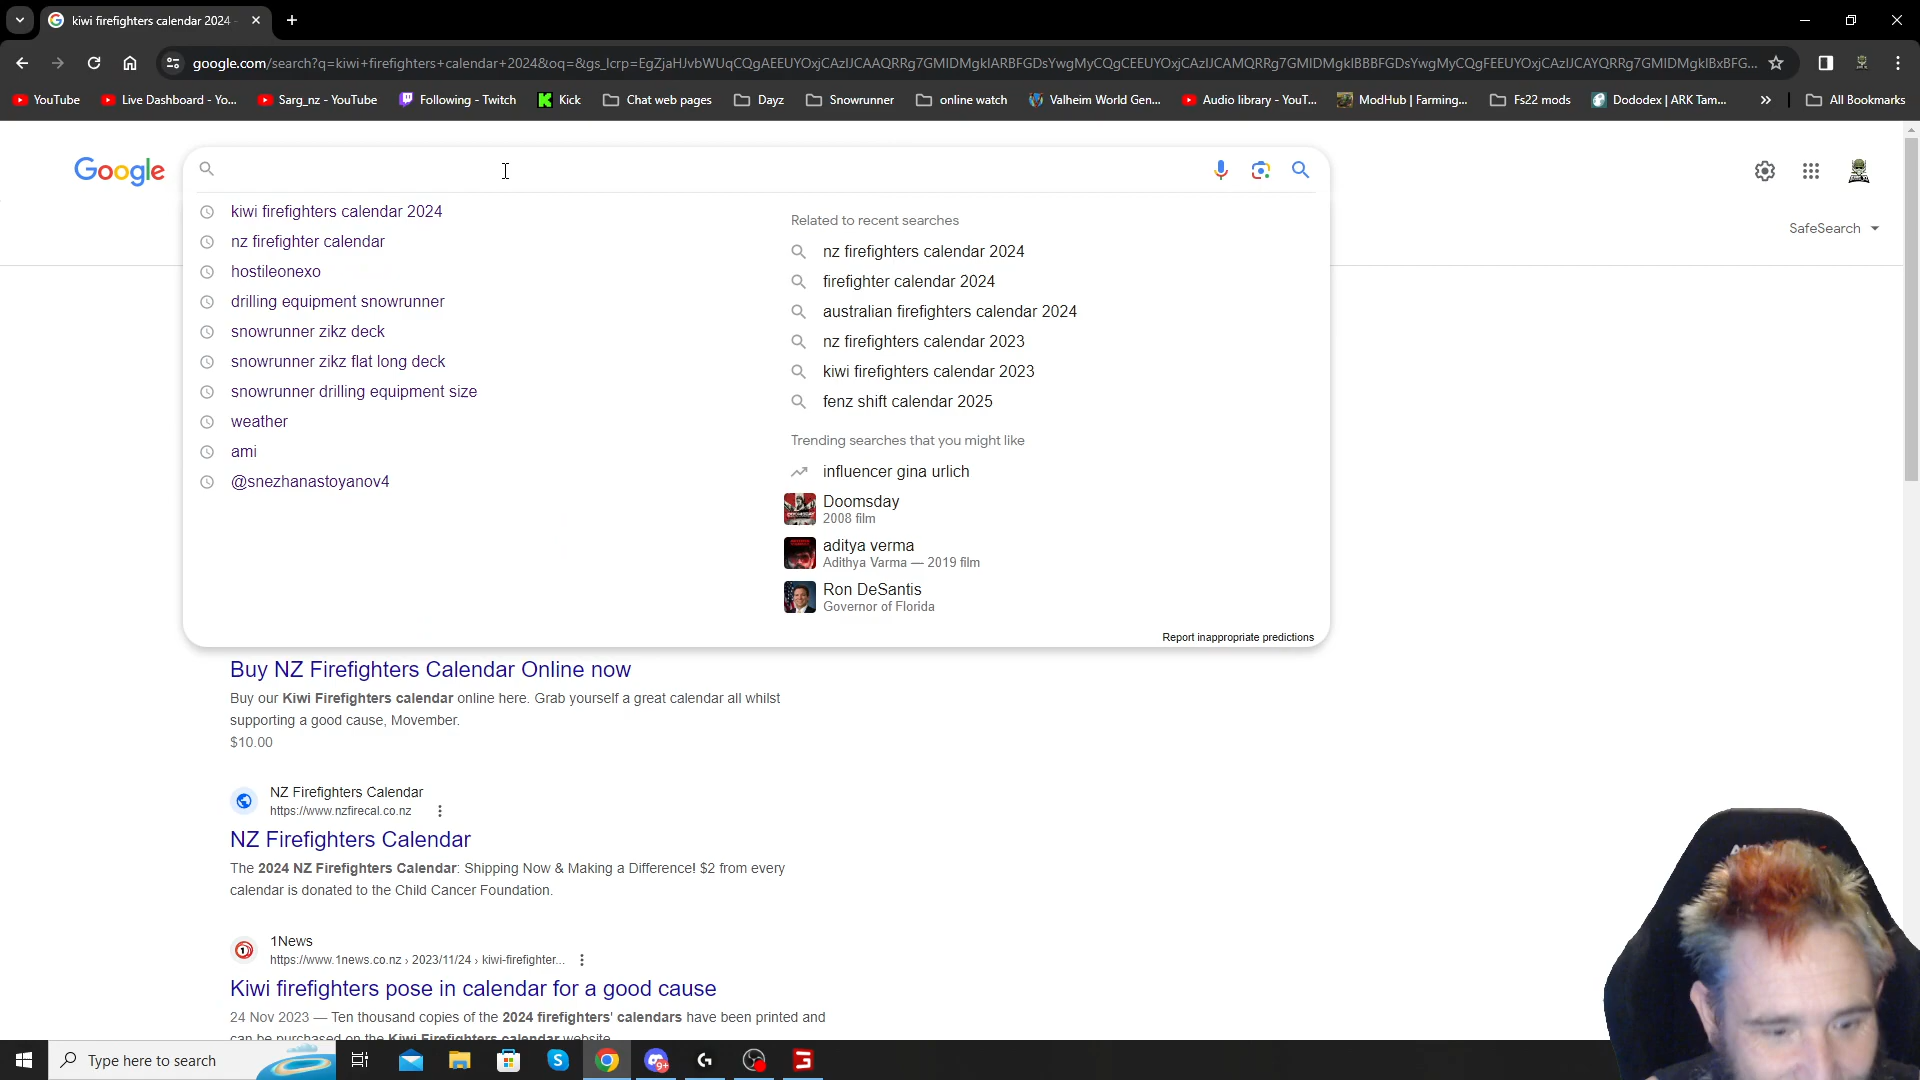 kiwi firefighters calendar 2024
google.com/search?q=kiwi+firefighters+calendar+2024&oq=&gs_lcrp=EgZjaHJvbWUqCQgAEEUYOxjCAzIJCAAQRRg7GMIDMgkIARBFGDsYwgMyCQgCEEUYOxjCAzIJCAMQRRg7GMIDMgkIBBBFGDsYwgMyCQgFEEUYOxjCAzIJCAYQRRg7GMIDMgkIBxBFG...
YouTube Live Dashboard - Yo... Sarg_nz - YouTube Following - Twitch Kick Chat web pages Dayz Snowrunner online watch Valheim World Gen... Audio library - YouT... ModHub | Farming... Fs22 mods Dododex | ARK Tam... » All Bookmarks
Google
SafeSearch
kiwi firefighters calendar 2024
nz firefighter calendar
hostileonexo
drilling equipment snowrunner
snowrunner zikz deck
snowrunner zikz flat long deck
snowrunner drilling equipment size
weather
ami
@snezhanastoyanov4
Related to recent searches
nz firefighters calendar 2024
firefighter calendar 2024
australian firefighters calendar 2024
nz firefighters calendar 2023
kiwi firefighters calendar 2023
fenz shift calendar 2025
Trending searches that you might like
influencer gina urlich
Doomsday
2008 film
aditya verma
Adithya Varma — 2019 film
Ron DeSantis
Governor of Florida
Report inappropriate predictions
Buy NZ Firefighters Calendar Online now
Buy our Kiwi Firefighters calendar online here. Grab yourself a great calendar all whilst
supporting a good cause, Movember.
$10.00
NZ Firefighters Calendar
https://www.nzfirecal.co.nz
NZ Firefighters Calendar
The 2024 NZ Firefighters Calendar: Shipping Now & Making a Difference! $2 from every
calendar is donated to the Child Cancer Foundation.
1News
https://www.1news.co.nz › 2023/11/24 › kiwi-firefighter...
Kiwi firefighters pose in calendar for a good cause
24 Nov 2023 — Ten thousand copies of the 2024 firefighters' calendars have been printed and
can be purchased on the Kiwi Firefighters calendar website.
Type here to search
9+